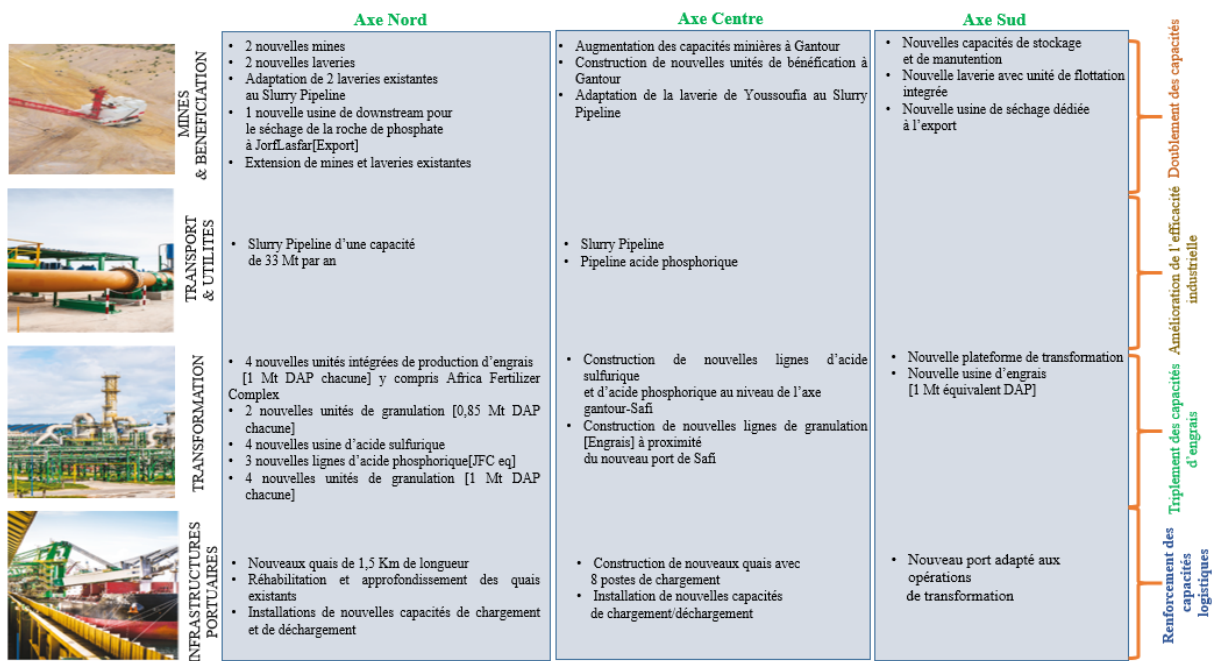 Axe Nord
Axe Centre
Axe Sud
MINES
& BENEFICIATION
• 2 nouvelles mines
• 2 nouvelles laveries
• Adaptation de 2 laveries existantes
au Slurry Pipeline
• 1 nouvelle usine de downstream pour
le séchage de la roche de phosphate
à JorfLasfar[Export]
• Extension de mines et laveries existantes
• Augmentation des capacités minières à Gantour
• Construction de nouvelles unités de bénéfication à
Gantour
• Adaptation de la laverie de Youssoufia au Slurry
Pipeline
• Nouvelles capacités de stockage
et de manutention
• Nouvelle laverie avec unité de flottation
integrée
• Nouvelle usine de séchage dédiée
à l'export
Doublement des capacités
TRANSPORT
& UTILITES
• Slurry Pipeline d'une capacité
de 33 Mt par an
• Slurry Pipeline
• Pipeline acide phosphorique
Amélioration de l'efficacité
industrielle
TRANSFORMATION
• 4 nouvelles unités intégrées de production d'engrais
[1 Mt DAP chacune] y compris Africa Fertilizer
Complex
• 2 nouvelles unités de granulation [0,85 Mt DAP
chacune]
• 4 nouvelles usine d'acide sulfurique
• 3 nouvelles lignes d'acide phosphorique[JFC eq]
• 4 nouvelles unités de granulation [1 Mt DAP
chacune]
• Construction de nouvelles lignes d'acide
sulfurique
et d'acide phosphorique au niveau de l'axe
gantour-Safi
• Construction de nouvelles lignes de granulation
[Engrais] à proximité
du nouveau port de Safi
• Nouvelle plateforme de transformation
• Nouvelle usine d'engrais
[1 Mt équivalent DAP]
Triplement des capacités
d'engrais
INFRASTRUCTURES
PORTUAIRES
• Nouveaux quais de 1,5 Km de longueur
• Réhabilitation et approfondissement des quais
existants
• Installations de nouvelles capacités de chargement
et de déchargement
• Construction de nouveaux quais avec
8 postes de chargement
• Installation de nouvelles capacités
de chargement/déchargement
• Nouveau port adapté aux
opérations
de transformation
Renforcement des
capacités
logistiques